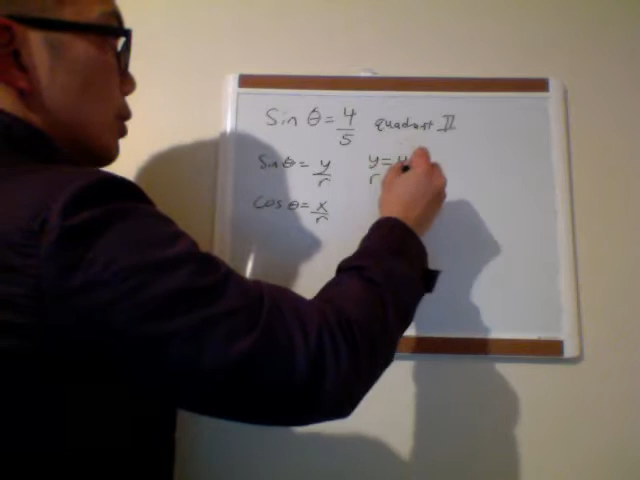 Sin θ = 4/5 quadrant II
Sin θ = y/r y = 4
r
Cos θ = x/r